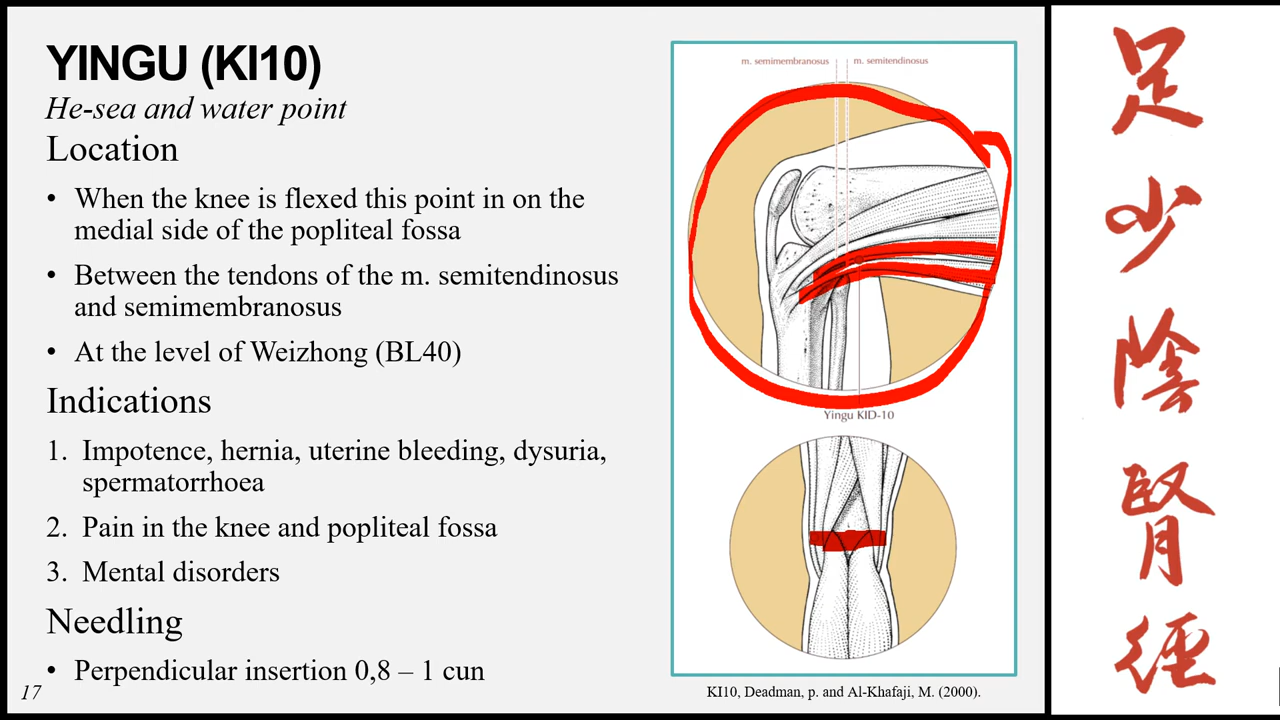 YINGU (KI10)
He-sea and water point
Location
• When the knee is flexed this point in on the
medial side of the popliteal fossa
• Between the tendons of the m. semitendinosus
and semimembranosus
• At the level of Weizhong (BL40)
Indications
1. Impotence, hernia, uterine bleeding, dysuria,
spermatorrhoea
2. Pain in the knee and popliteal fossa
3. Mental disorders
Needling
• Perpendicular insertion 0,8 – 1 cun
17
m. semimembranosus
m. semitendinosus
Yingu KID-10
KI10, Deadman, p. and Al-Khafaji, M. (2000).
足
少
陰
腎
經